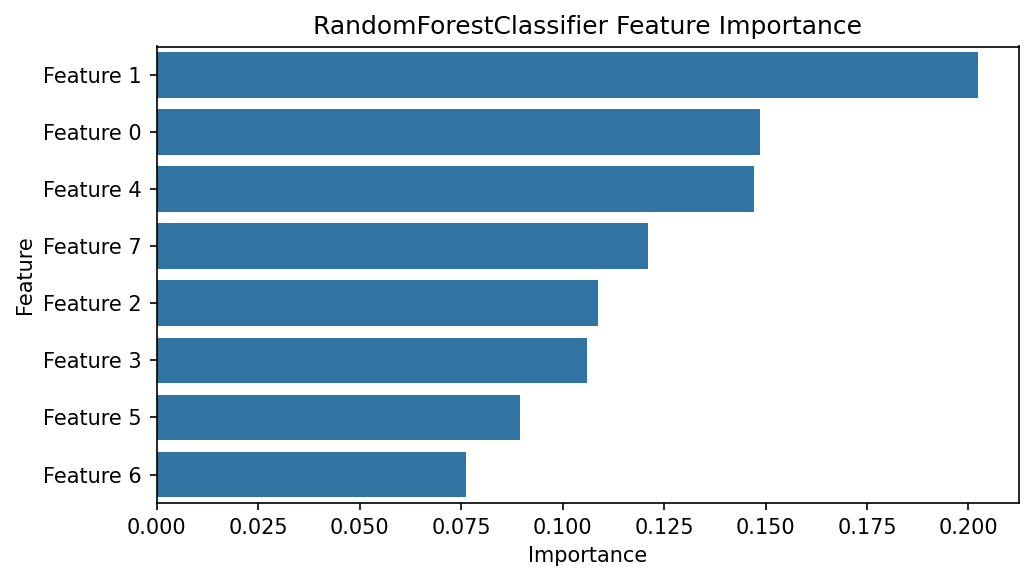 RandomForestClassifier Feature Importance
Feature
Feature 1
Feature 0
Feature 4
Feature 7
Feature 2
Feature 3
Feature 5
Feature 6
0.000 0.025 0.050 0.075 0.100 0.125 0.150 0.175 0.200
Importance